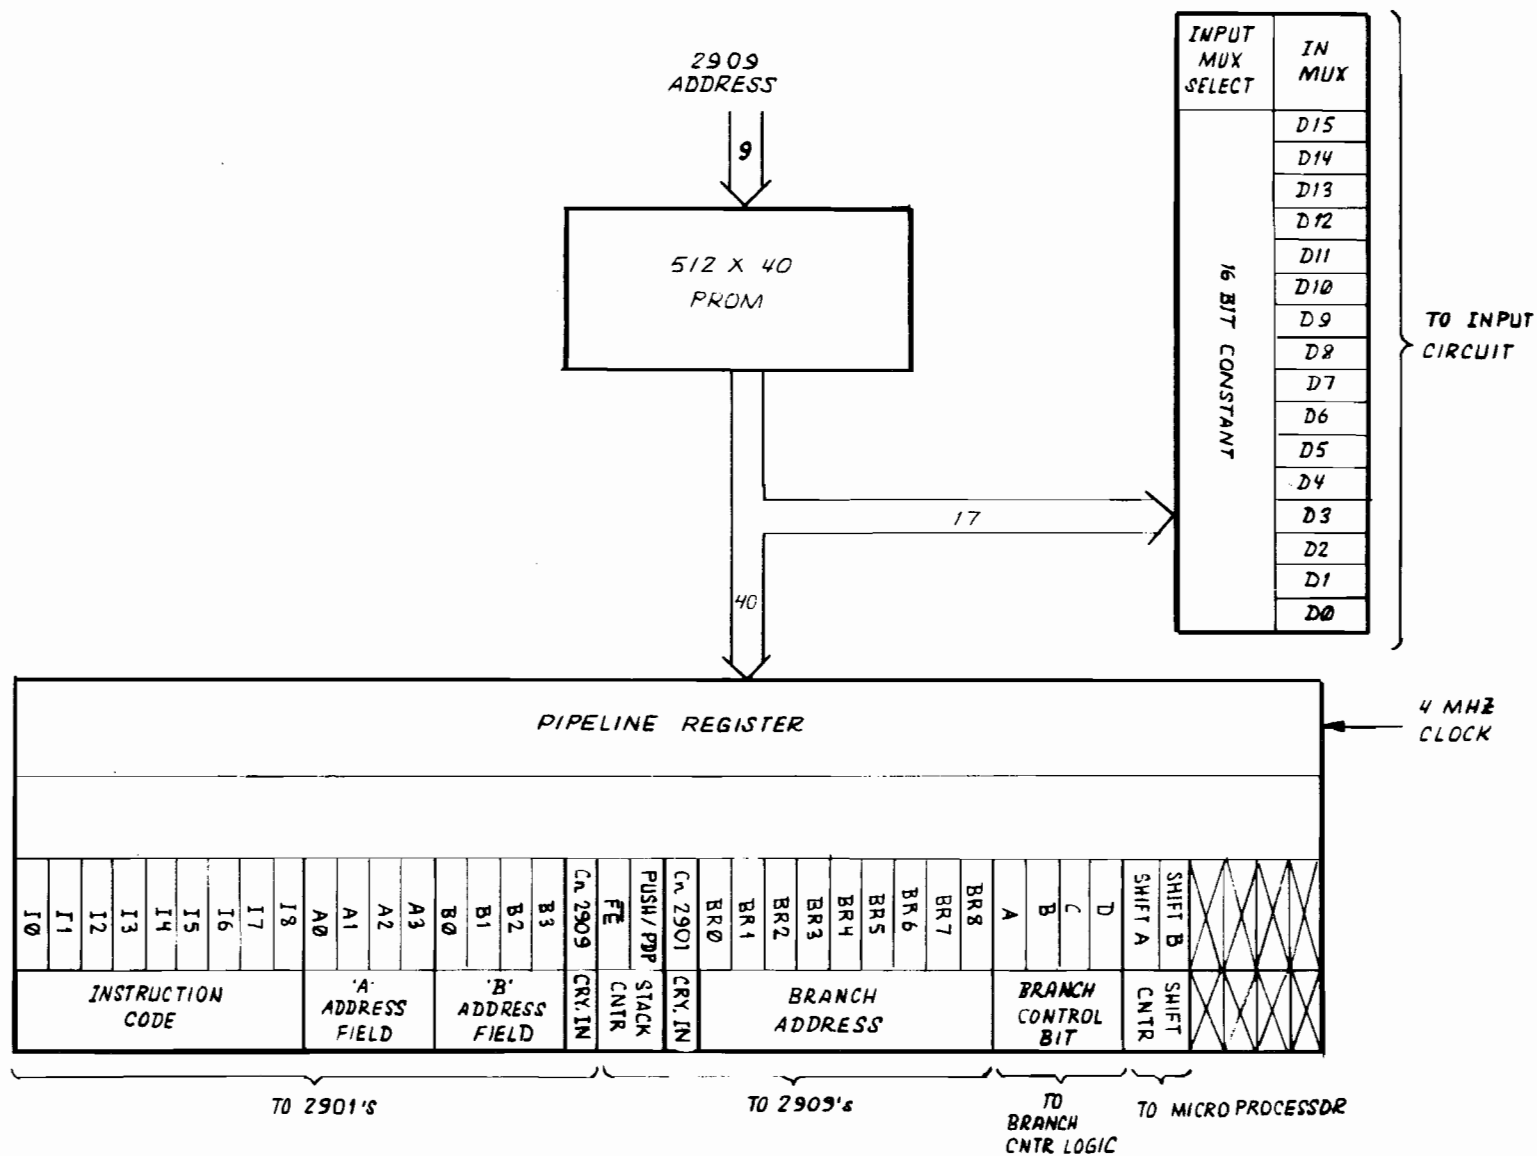 2909
ADDRESS
9
512 X 40
PROM
17
40
INPUT
MUX
SELECT
IN
MUX
16 BIT CONSTANT
D15
D14
D13
D12
D11
D10
D9
D8
D7
D6
D5
D4
D3
D2
D1
D0
TO INPUT
CIRCUIT
PIPELINE REGISTER
4 MHZ
CLOCK
I0
I1
I2
I3
I4
I5
I6
I7
I8
A0
A1
A2
A3
B0
B1
B2
B3
Cn 2909
FE
PUSH/POP
Cn 2901
BR0
BR1
BR2
BR3
BR4
BR5
BR6
BR7
BR8
A
B
C
D
SHIFT A
SHIFT B
INSTRUCTION
CODE
'A'
ADDRESS
FIELD
'B'
ADDRESS
FIELD
CRY. IN
STACK
CNTR
CRY. IN
BRANCH
ADDRESS
BRANCH
CONTROL
BIT
SHIFT
CNTR
TO 2901's
TO 2909's
TO
BRANCH
CNTR LOGIC
TO MICROPROCESSOR